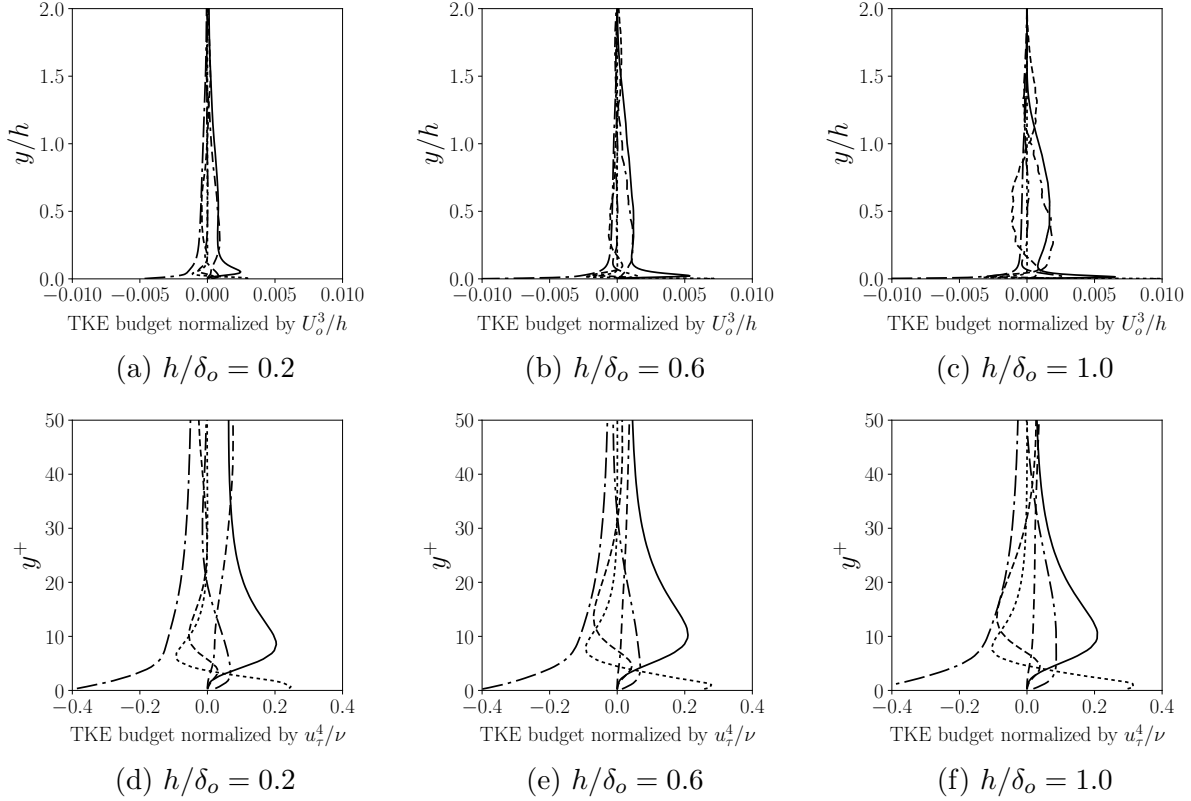 2.0 2.0 2.0
1.5 1.5 1.5
y/h 1.0 y/h 1.0 y/h 1.0
0.5 0.5 0.5
0.0 0.0 0.0
−0.010 −0.005 0.000 0.005 0.010 −0.010 −0.005 0.000 0.005 0.010 −0.010 −0.005 0.000 0.005 0.010
TKE budget normalized by U_o^3/h TKE budget normalized by U_o^3/h TKE budget normalized by U_o^3/h
(a) h/δ_o = 0.2 (b) h/δ_o = 0.6 (c) h/δ_o = 1.0
50 50 50
40 40 40
30 30 30
y^+ y^+ y^+
20 20 20
10 10 10
0 0 0
−0.4 −0.2 0.0 0.2 0.4 −0.4 −0.2 0.0 0.2 0.4 −0.4 −0.2 0.0 0.2 0.4
TKE budget normalized by u_τ^4/ν TKE budget normalized by u_τ^4/ν TKE budget normalized by u_τ^4/ν
(d) h/δ_o = 0.2 (e) h/δ_o = 0.6 (f) h/δ_o = 1.0